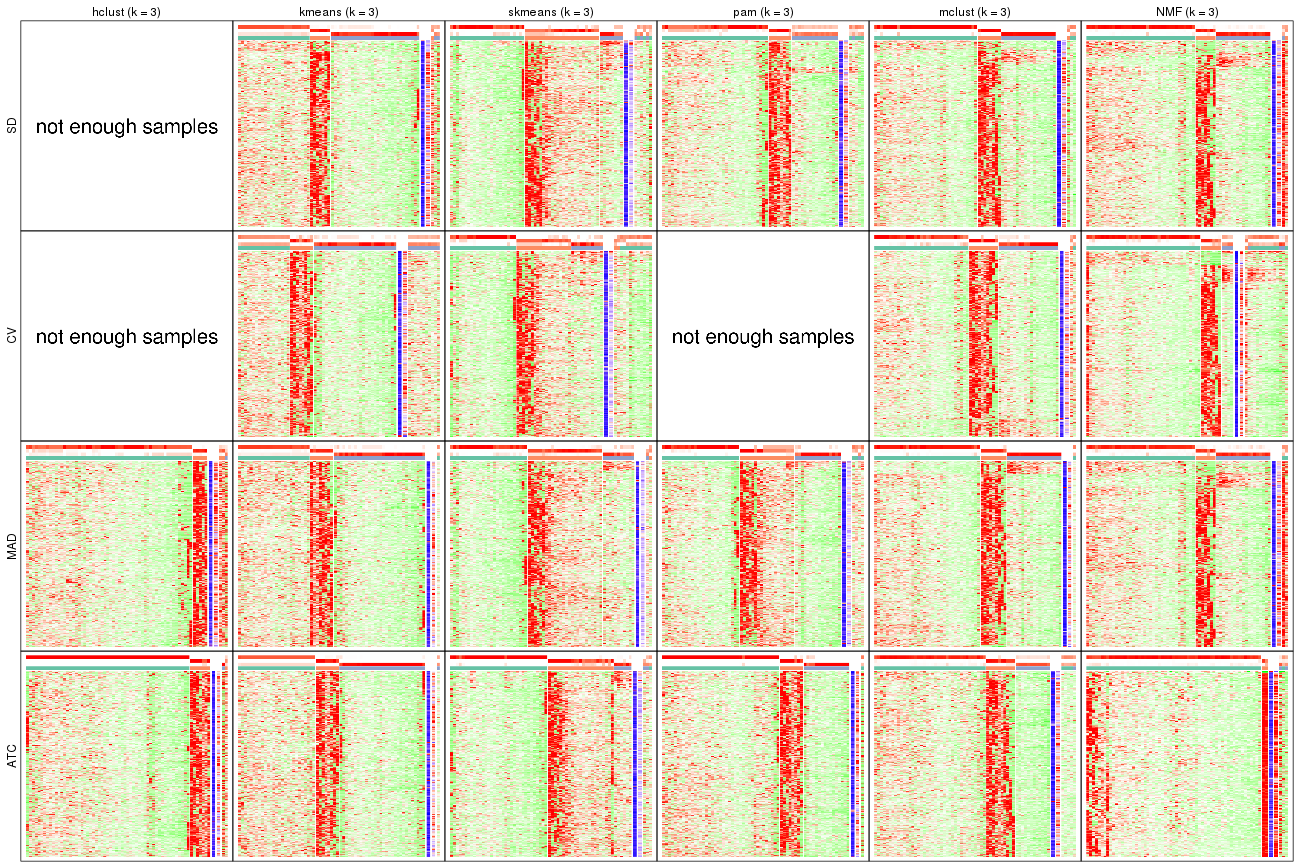 hclust (k = 3) kmeans (k = 3) skmeans (k = 3) pam (k = 3) mclust (k = 3) NMF (k = 3)
SD
not enough samples
CV
not enough samples
not enough samples
MAD
ATC